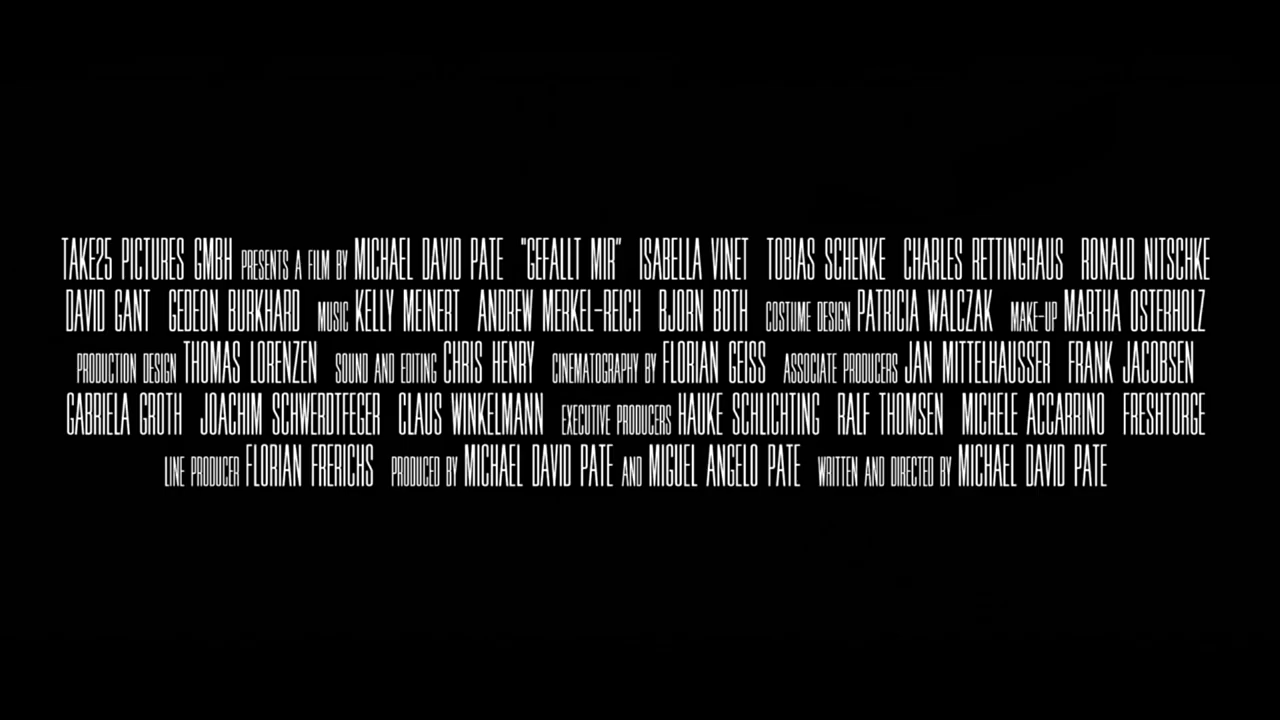 TAKE25 PICTURES GMBH PRESENTS A FILM BY MICHAEL DAVID PATE "GEFALLT MIR" ISABELLA VINET TOBIAS SCHENKE CHARLES RETTINGHAUS RONALD NITSCHKE
DAVID GANT GEDEON BURKHARD MUSIC KELLY MEINERT ANDREW MERKEL-REICH BJORN BOTH COSTUME DESIGN PATRICIA WALCZAK MAKE-UP MARTHA OSTERHOLZ
PRODUCTION DESIGN THOMAS LORENZEN SOUND AND EDITING CHRIS HENRY CINEMATOGRAPHY BY FLORIAN GEISS ASSOCIATE PRODUCERS JAN MITTELHAUSSER FRANK JACOBSEN
GABRIELA GROTH JOACHIM SCHWERDTFEGER CLAUS WINKELMANN EXECUTIVE PRODUCERS HAUKE SCHLICHTING RALF THOMSEN MICHELE ACCARRINO FRESHTORGE
LINE PRODUCER FLORIAN FRERICHS PRODUCED BY MICHAEL DAVID PATE AND MIGUEL ANGELO PATE WRITTEN AND DIRECTED BY MICHAEL DAVID PATE